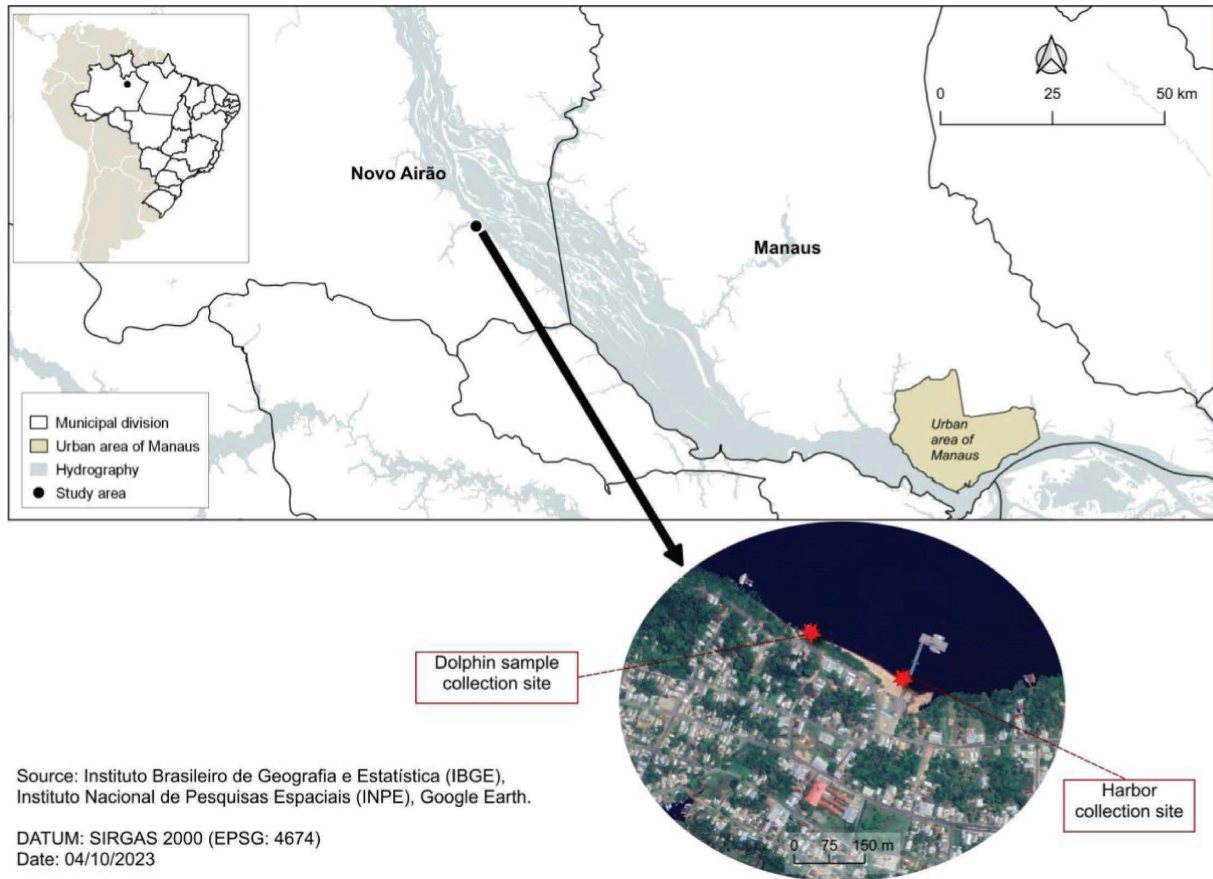 0 25 50 km
Novo Airão
Manaus
Urban
area of
Manaus
Municipal division
Urban area of Manaus
Hydrography
Study area
Dolphin sample
collection site
Harbor
collection site
0 75 150 m
Source: Instituto Brasileiro de Geografia e Estatística (IBGE),
Instituto Nacional de Pesquisas Espaciais (INPE), Google Earth.
DATUM: SIRGAS 2000 (EPSG: 4674)
Date: 04/10/2023